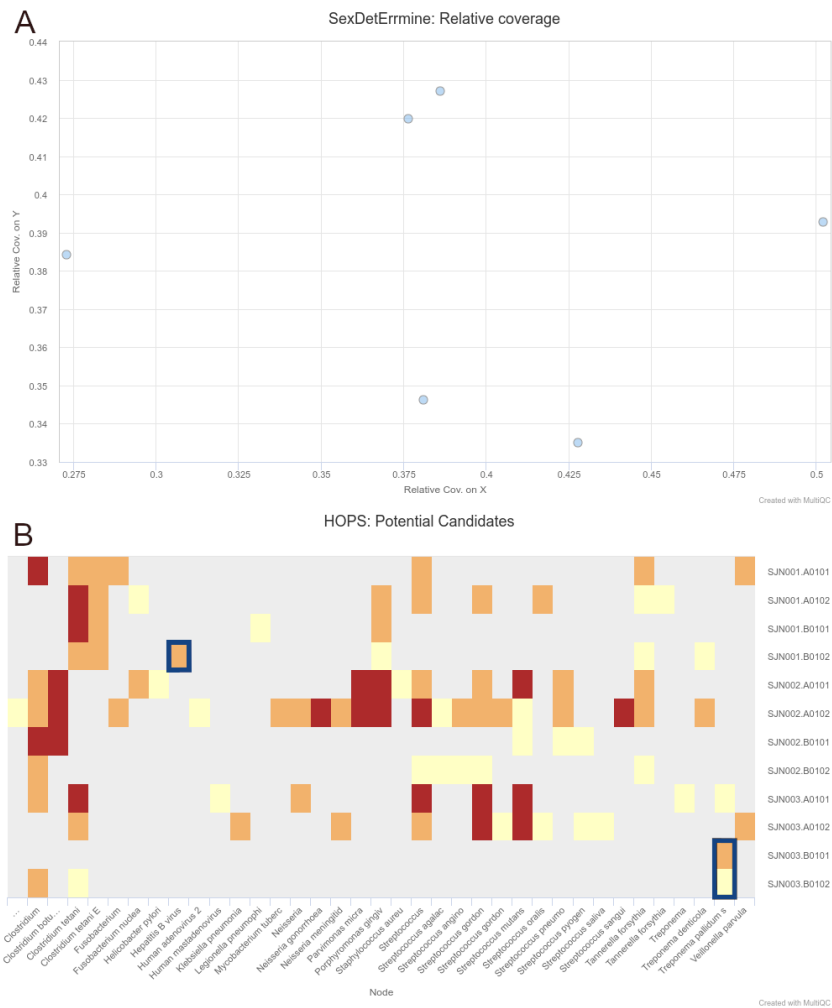 A
SexDetErrmine: Relative coverage
0.44
0.43
0.42
0.41
0.4
0.39
0.38
0.37
0.36
0.35
0.34
0.33
Relative Cov. on Y
0.275
0.3
0.325
0.35
0.375
0.4
0.425
0.45
0.475
0.5
Relative Cov. on X
Created with MultiQC
B
HOPS: Potential Candidates
SJN001.A0101
SJN001.A0102
SJN001.B0101
SJN001.B0102
SJN002.A0101
SJN002.A0102
SJN002.B0101
SJN002.B0102
SJN003.A0101
SJN003.A0102
SJN003.B0101
SJN003.B0102
...
Clostridium
Clostridium botu...
Clostridium tetani
Clostridium tetani E
Fusobacterium
Fusobacterium nuclea
Helicobacter pylori
Hepatitis B virus
Human adenovirus 2
Human mastadenovirus
Klebsiella pneumonia
Legionella pneumophi
Mycobacterium tuberc
Neisseria
Neisseria gonorrhoea
Neisseria meningitid
Parvimonas micra
Porphyromonas gingiv
Staphylococcus aureu
Streptococcus
Streptococcus agalac
Streptococcus angino
Streptococcus gordon
Streptococcus gordon
Streptococcus mutans
Streptococcus oralis
Streptococcus pneumo
Streptococcus pyogen
Streptococcus saliva
Streptococcus sangui
Tannerella forsythia
Tannerella forsythia
Treponema
Treponema denticola
Treponema pallidum s
Veillonella parvula
Node
Created with MultiQC